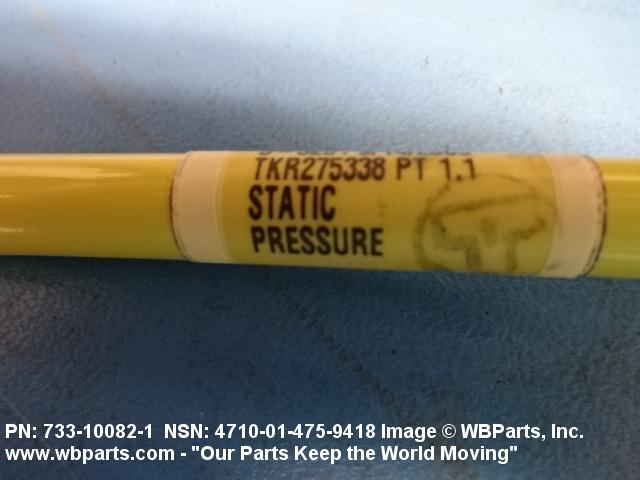 TKR275338 PT 1.1
STATIC
PRESSURE
PN: 733-10082-1 NSN: 4710-01-475-9418 Image © WBParts, Inc.
www.wbparts.com - "Our Parts Keep the World Moving"